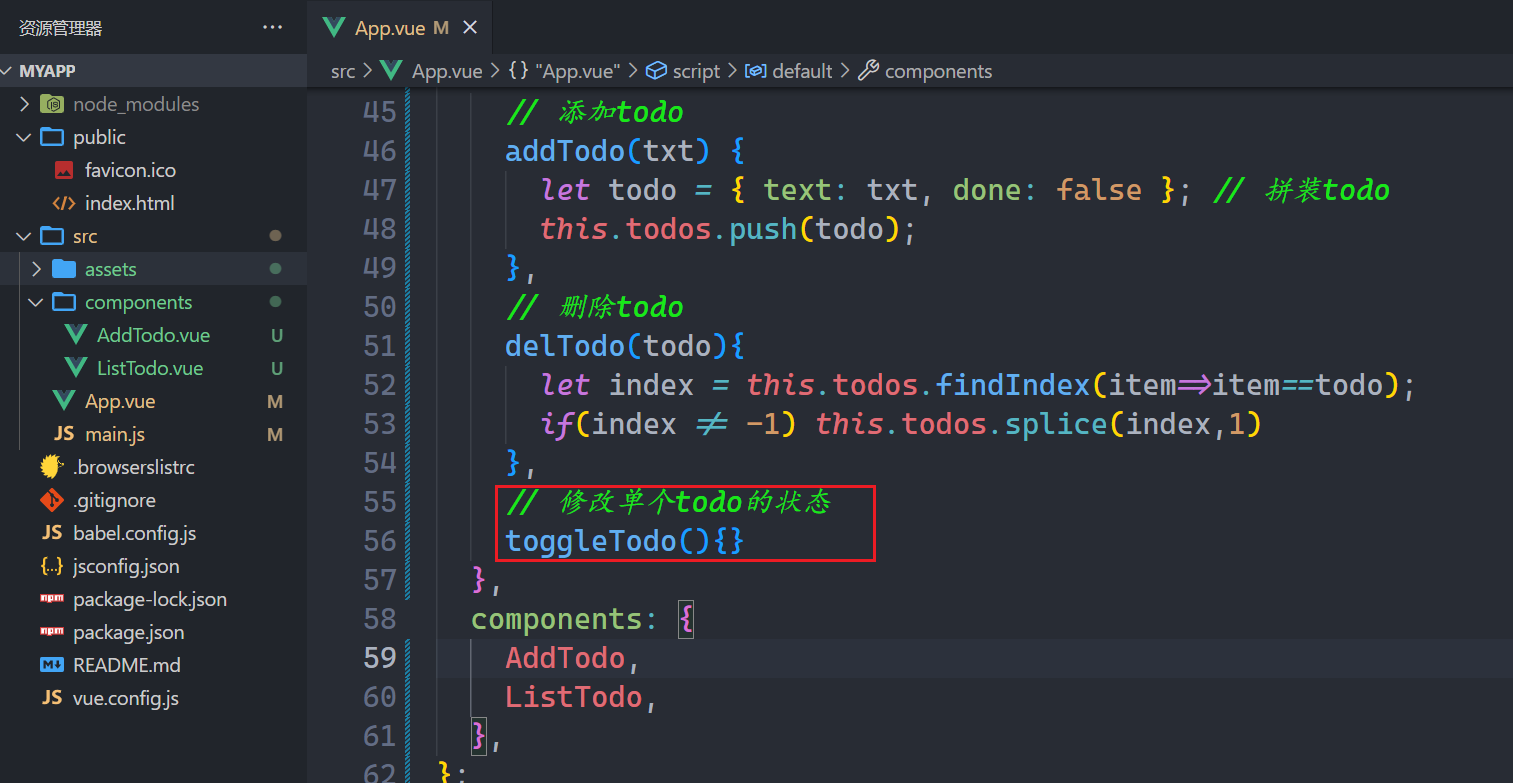 资源管理器 ···
MYAPP
node_modules
public
favicon.ico
index.html
src
assets
components
AddTodo.vue U
ListTodo.vue U
App.vue M
JS main.js M
.browserslistrc
.gitignore
JS babel.config.js
{..} jsconfig.json
npm package-lock.json
npm package.json
README.md
JS vue.config.js
App.vue M ×
src > App.vue > {} "App.vue" > script > default > components
45 // 添加todo
46 addTodo(txt) {
47 let todo = { text: txt, done: false }; // 拼装todo
48 this.todos.push(todo);
49 },
50 // 删除todo
51 delTodo(todo){
52 let index = this.todos.findIndex(item=>item==todo);
53 if(index != -1) this.todos.splice(index,1)
54 },
55 // 修改单个todo的状态
56 toggleTodo(){}
57 },
58 components: {
59 AddTodo,
60 ListTodo,
61 },
62 };